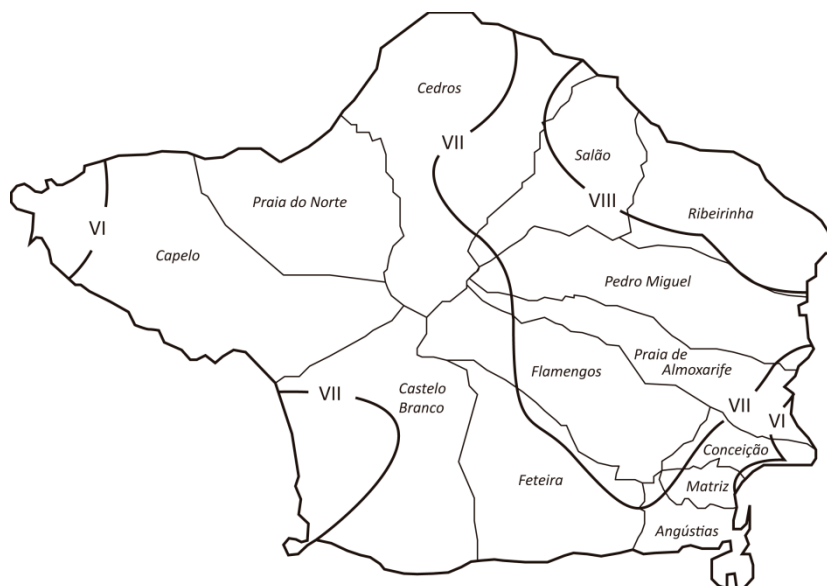 Cedros
VII
Salão
VIII
Praia do Norte
Ribeirinha
VI
Capelo
Pedro Miguel
Praia de
Almoxarife
Flamengos
VII
Castelo
Branco
VII
VI
Conceição
Feteira
Matriz
Angústias